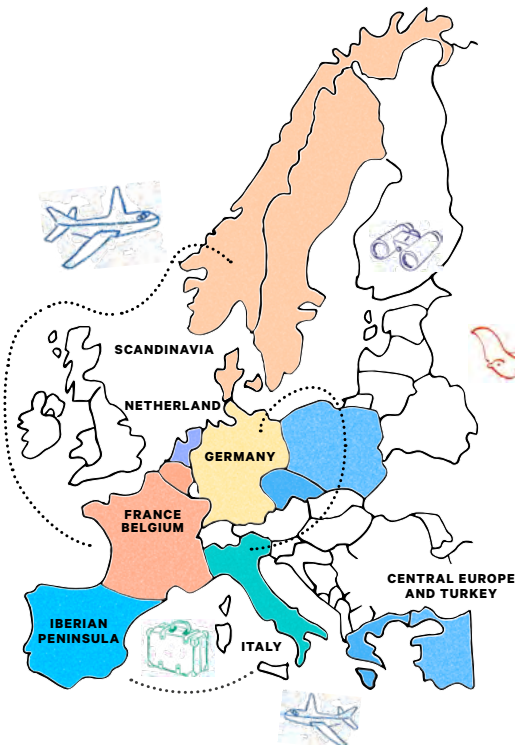 SCANDINAVIA
NETHERLAND
GERMANY
FRANCE
BELGIUM
CENTRAL EUROPE
AND TURKEY
IBERIAN
PENINSULA
ITALY